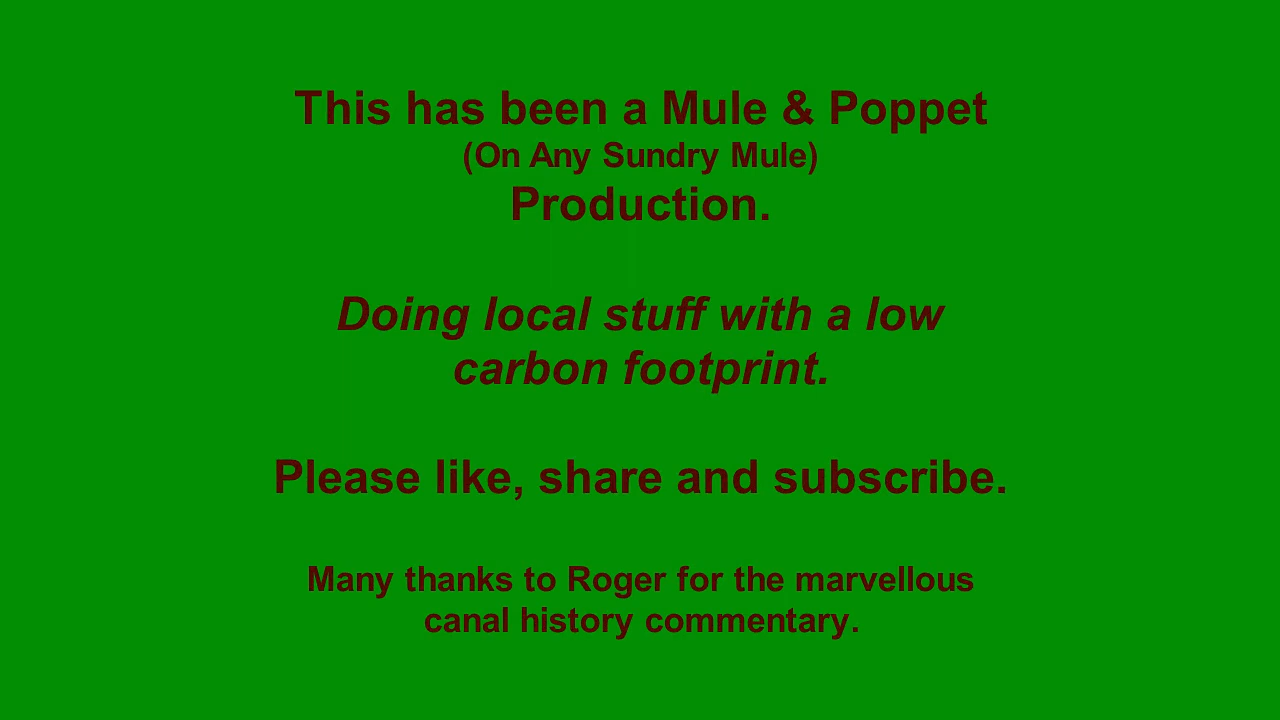 This has been a Mule & Poppet
(On Any Sundry Mule)
Production.
Doing local stuff with a low
carbon footprint.
Please like, share and subscribe.
Many thanks to Roger for the marvellous
canal history commentary.